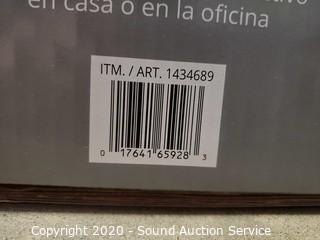 en casa o en la oficina
ITM. / ART. 1434689
0 17641 65928 3
Copyright 2020 - Sound Auction Service